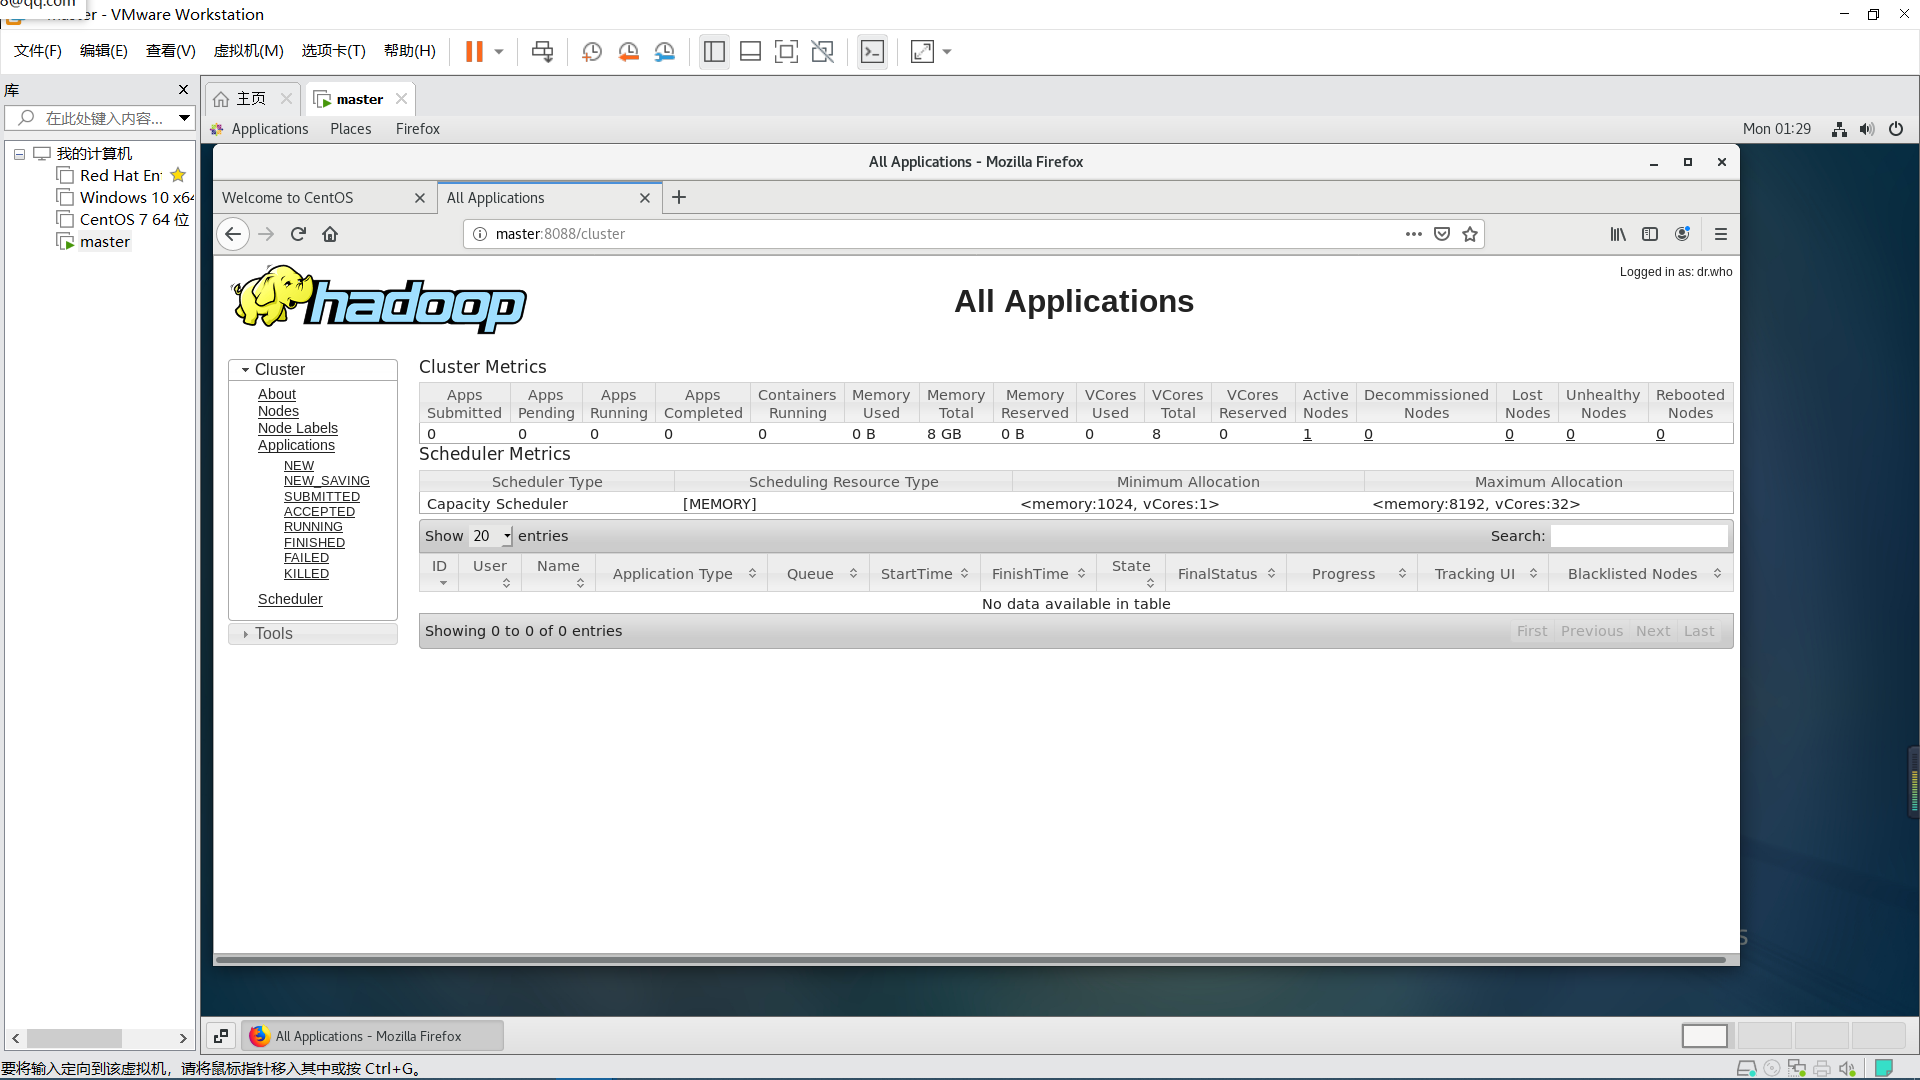 8@qq.com
master - VMware Workstation
文件(F) 编辑(E) 查看(V) 虚拟机(M) 选项卡(T) 帮助(H)
库
在此处键入内容...
我的计算机
Red Hat En
Windows 10 x64
CentOS 7 64 位
master
主页 master
Applications Places Firefox Mon 01:29
All Applications - Mozilla Firefox
Welcome to CentOS All Applications
master:8088/cluster
Logged in as: dr.who
hadoop
All Applications
Cluster
About
Nodes
Node Labels
Applications
NEW
NEW_SAVING
SUBMITTED
ACCEPTED
RUNNING
FINISHED
FAILED
KILLED
Scheduler
Tools
Cluster Metrics
Apps Submitted Apps Pending Apps Running Apps Completed Containers Running Memory Used Memory Total Memory Reserved VCores Used VCores Total VCores Reserved Active Nodes Decommissioned Nodes Lost Nodes Unhealthy Nodes Rebooted Nodes
0 0 0 0 0 0 B 8 GB 0 B 0 8 0 1 0 0 0 0
Scheduler Metrics
Scheduler Type Scheduling Resource Type Minimum Allocation Maximum Allocation
Capacity Scheduler [MEMORY] <memory:1024, vCores:1> <memory:8192, vCores:32>
Show 20 entries Search:
ID User Name Application Type Queue StartTime FinishTime State FinalStatus Progress Tracking UI Blacklisted Nodes
No data available in table
Showing 0 to 0 of 0 entries First Previous Next Last
S
All Applications - Mozilla Firefox
要将输入定向到该虚拟机，请将鼠标指针移入其中或按 Ctrl+G。